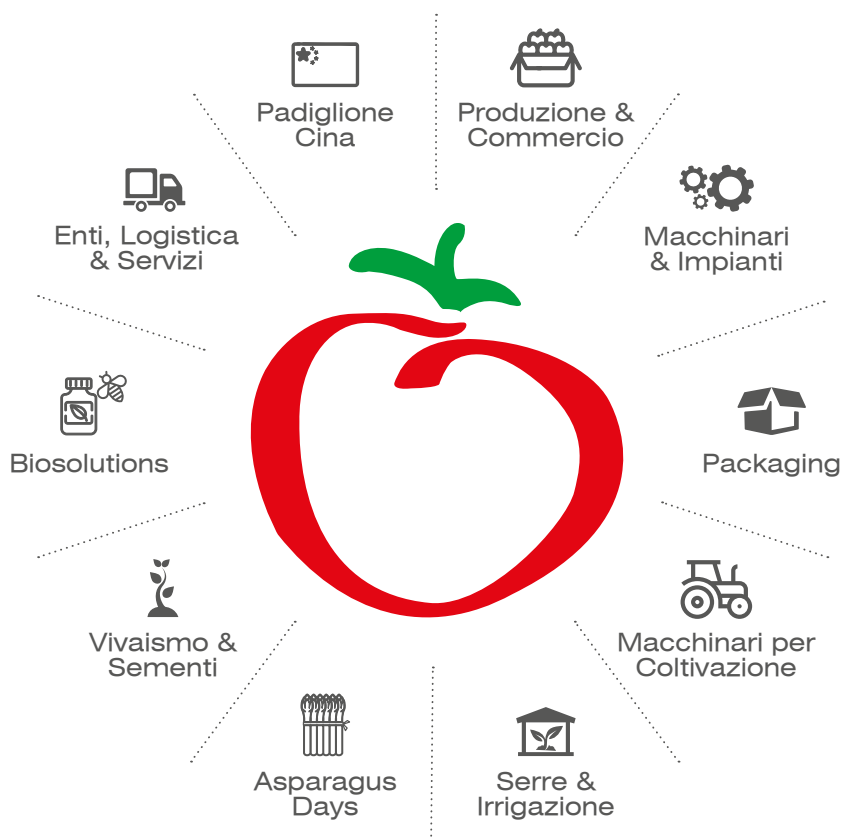 Padiglione
Cina
Produzione &
Commercio
Enti, Logistica
& Servizi
Macchinari
& Impianti
Biosolutions
Packaging
Vivaismo &
Sementi
Macchinari per
Coltivazione
Asparagus
Days
Serre &
Irrigazione